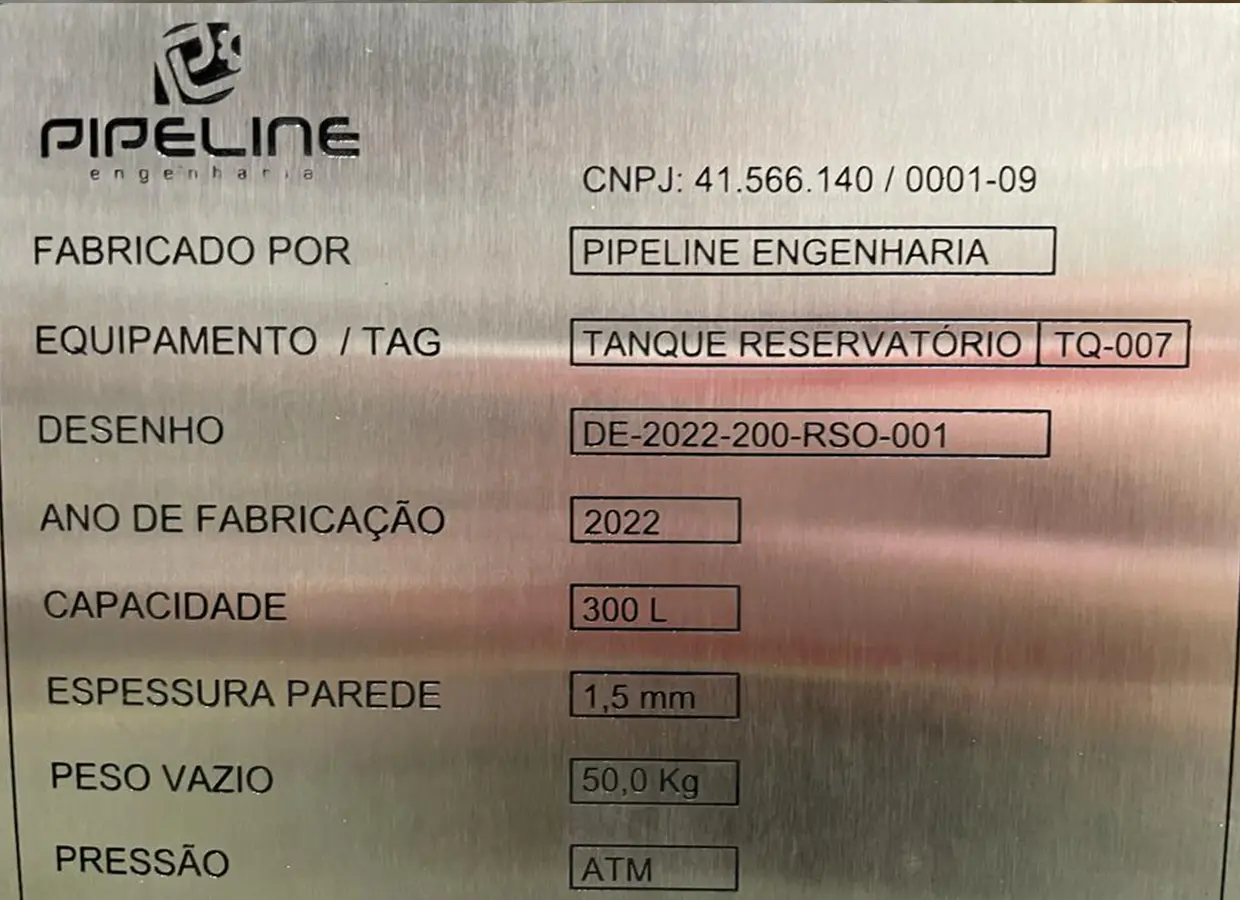 PIPELINE
engenharia
CNPJ: 41.566.140 / 0001-09
FABRICADO POR PIPELINE ENGENHARIA
EQUIPAMENTO / TAG TANQUE RESERVATÓRIO TQ-007
DESENHO DE-2022-200-RSO-001
ANO DE FABRICAÇÃO 2022
CAPACIDADE 300 L
ESPESSURA PAREDE 1,5 mm
PESO VAZIO 50,0 Kg
PRESSÃO ATM